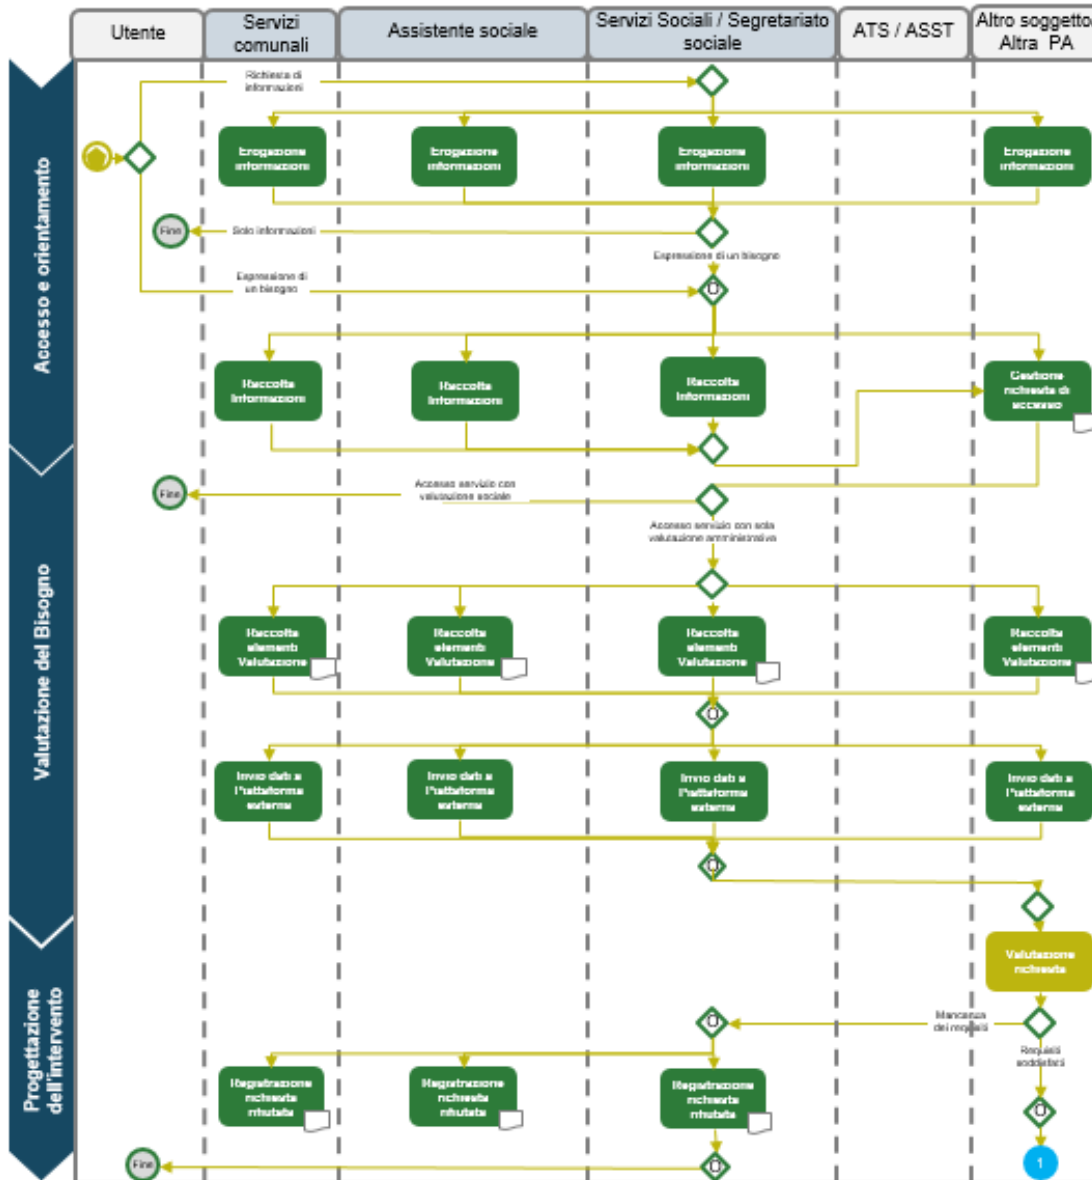 Utente
Servizi
comunali
Assistente sociale
Servizi Sociali / Segretariato
sociale
ATS / ASST
Altro soggetto/
Altra PA
Accesso e orientamento
Richiesta di
informazioni
Erogazione
informazioni
Erogazione
informazioni
Erogazione
informazioni
Erogazione
informazioni
Fine
Solo informazioni
Espressione di un bisogno
Espressione di
un bisogno
Raccolta
Informazioni
Raccolta
Informazioni
Raccolta
Informazioni
Gestione
richiesta di
accesso
Valutazione del Bisogno
Fine
Accesso servizio con
valutazione sociale
Accesso servizio con sola
valutazione amministrativa
Raccolta
elementi
Valutazione
Raccolta
elementi
Valutazione
Raccolta
elementi
Valutazione
Raccolta
elementi
Valutazione
Invio dati a
Piattaforma
esterna
Invio dati a
Piattaforma
esterna
Invio dati a
Piattaforma
esterna
Invio dati a
Piattaforma
esterna
Progettazione
dell'intervento
Valutazione
richiesta
Mancanza
dei requisiti
Requisiti
soddisfatti
Registrazione
richiesta
rifiutata
Registrazione
richiesta
rifiutata
Registrazione
richiesta
rifiutata
Fine
1